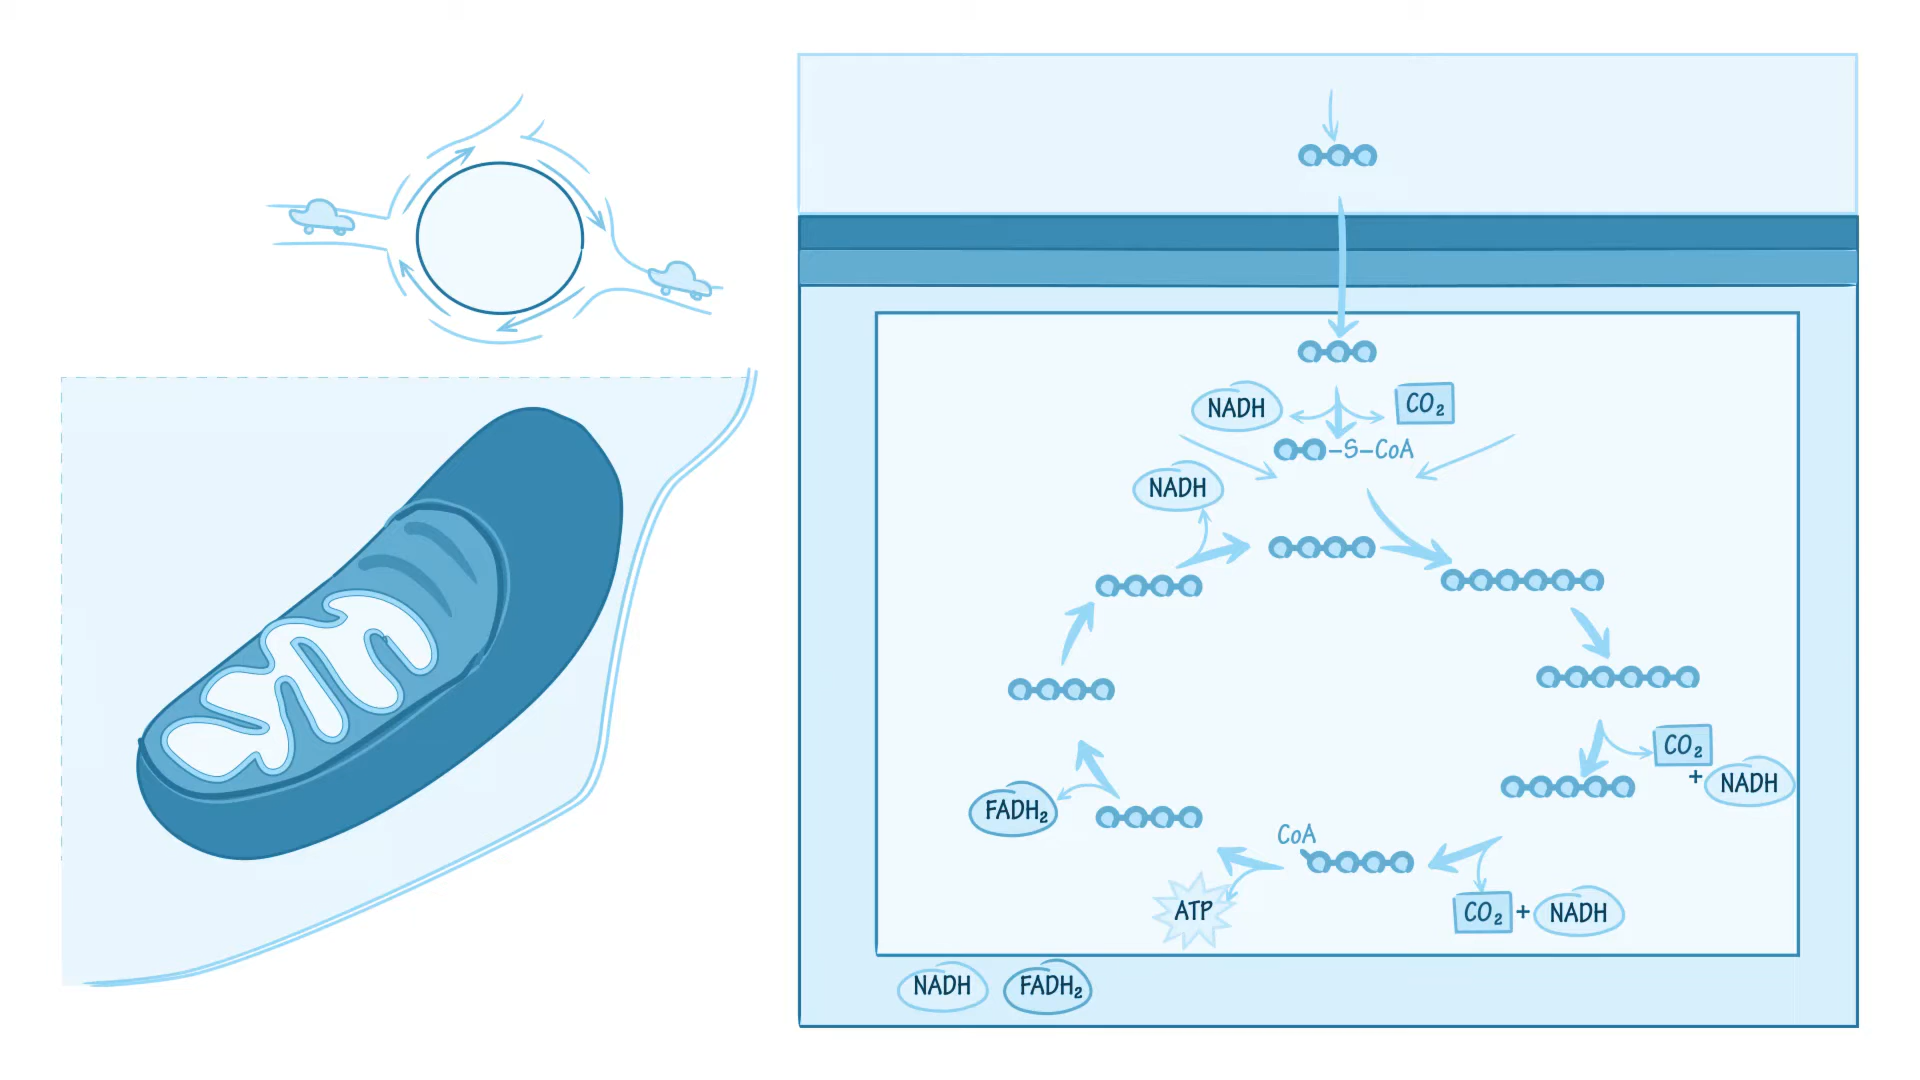 NADH
CO₂
-S-CoA
NADH
CO₂
+ NADH
FADH₂
CoA
ATP
CO₂ + NADH
NADH FADH₂